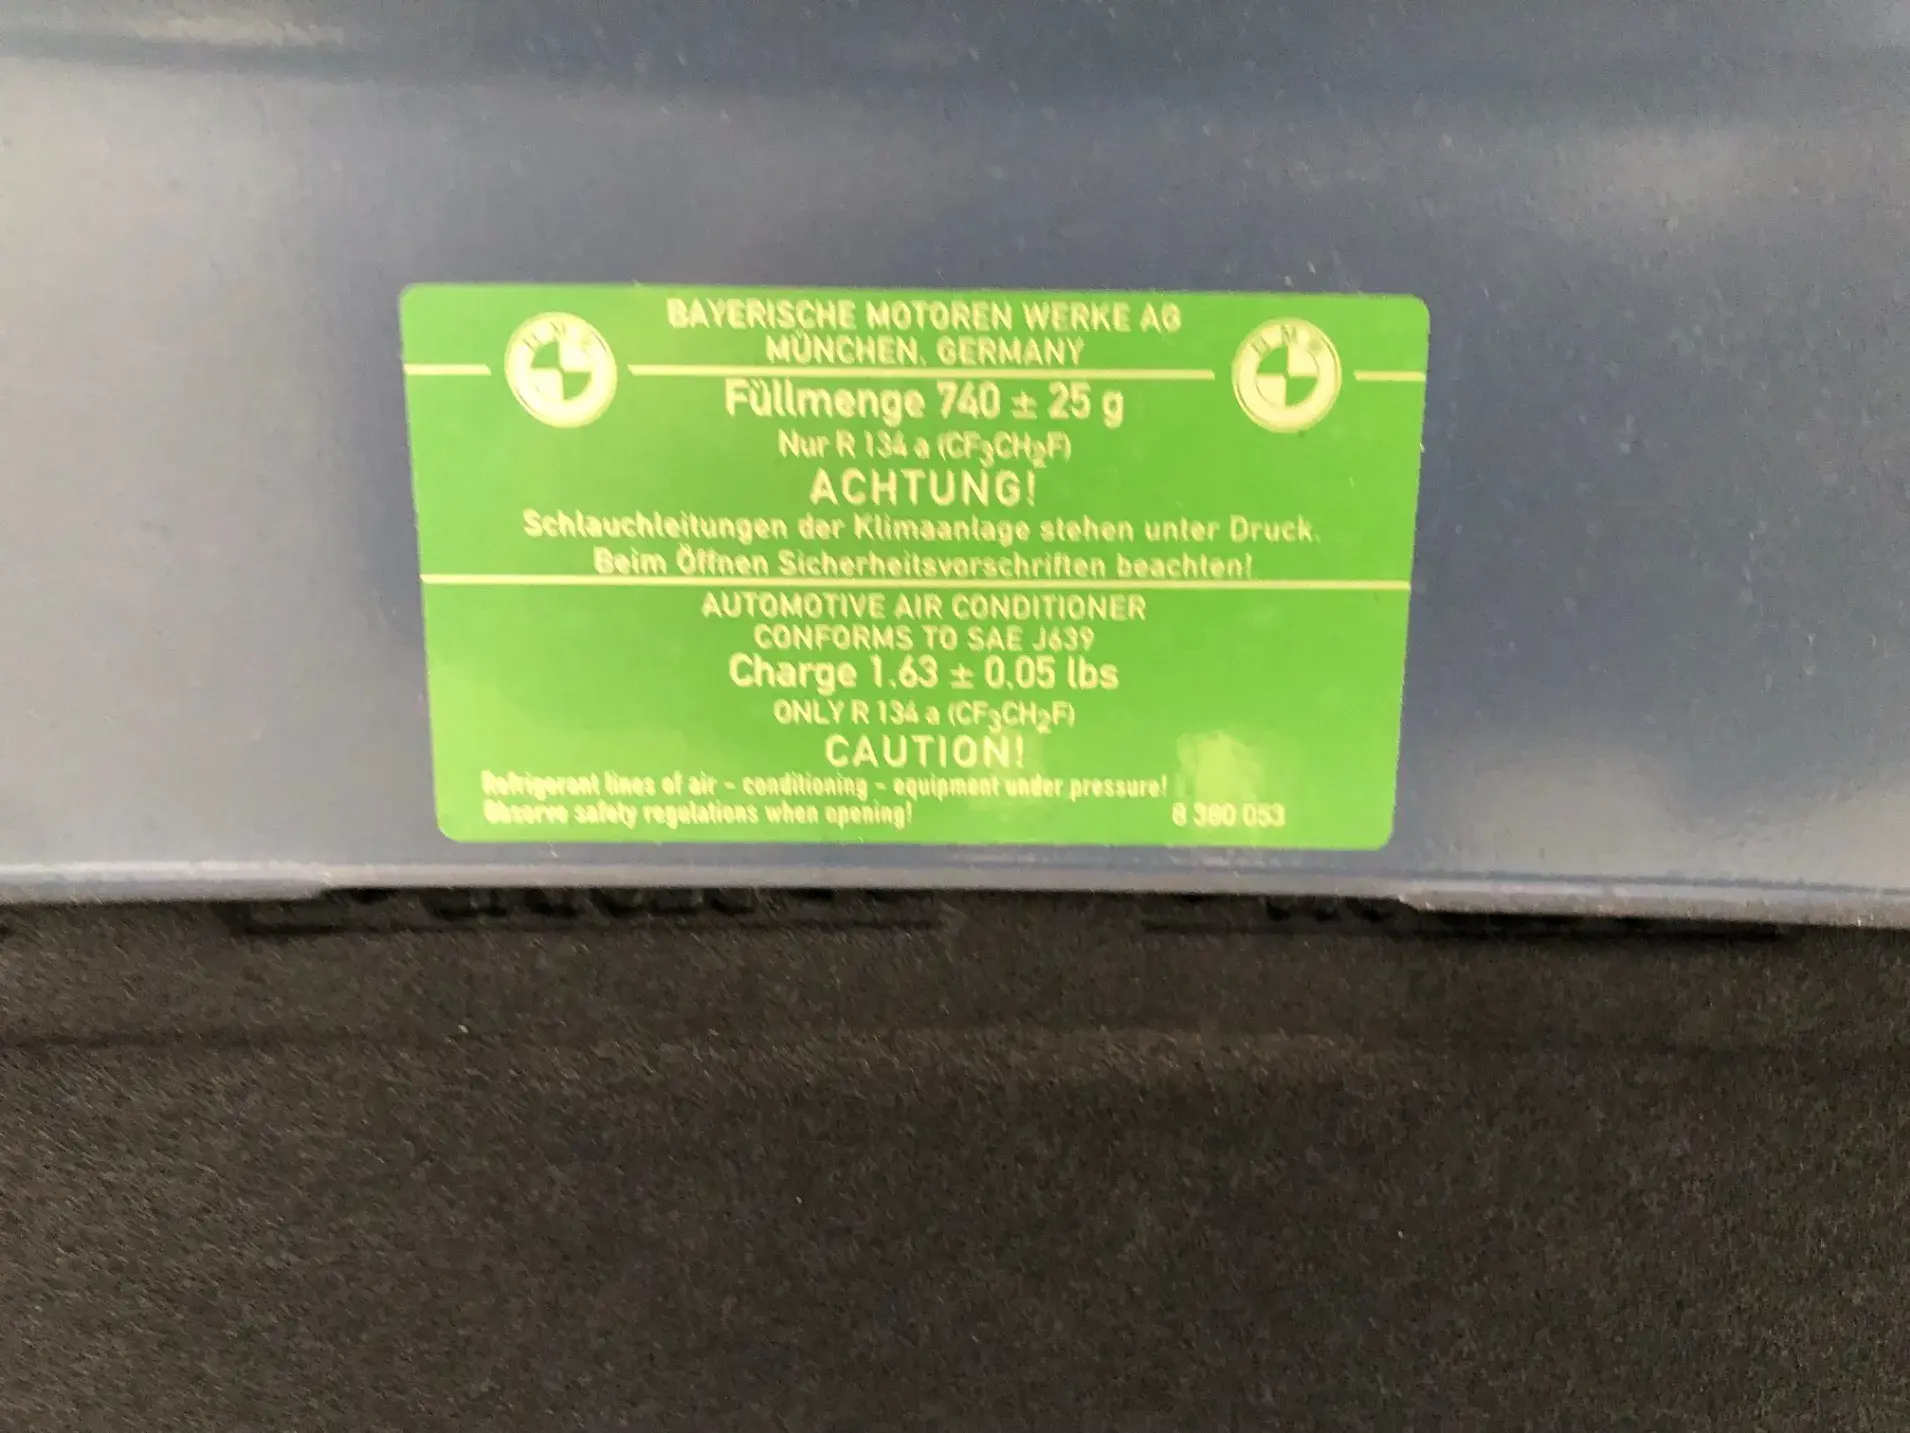 BAYERISCHE MOTOREN WERKE AG
MÜNCHEN, GERMANY
BMW
BMW
Füllmenge 740 ± 25 g
Nur R 134 a (CF₃CH₂F)
ACHTUNG!
Schlauchleitungen der Klimaanlage stehen unter Druck.
Beim Öffnen Sicherheitsvorschriften beachten!
AUTOMOTIVE AIR CONDITIONER
CONFORMS TO SAE J639
Charge 1.63 ± 0.05 lbs
ONLY R 134 a (CF₃CH₂F)
CAUTION!
Refrigerant lines of air - conditioning - equipment under pressure!
Observe safety regulations when opening!
8 380 053